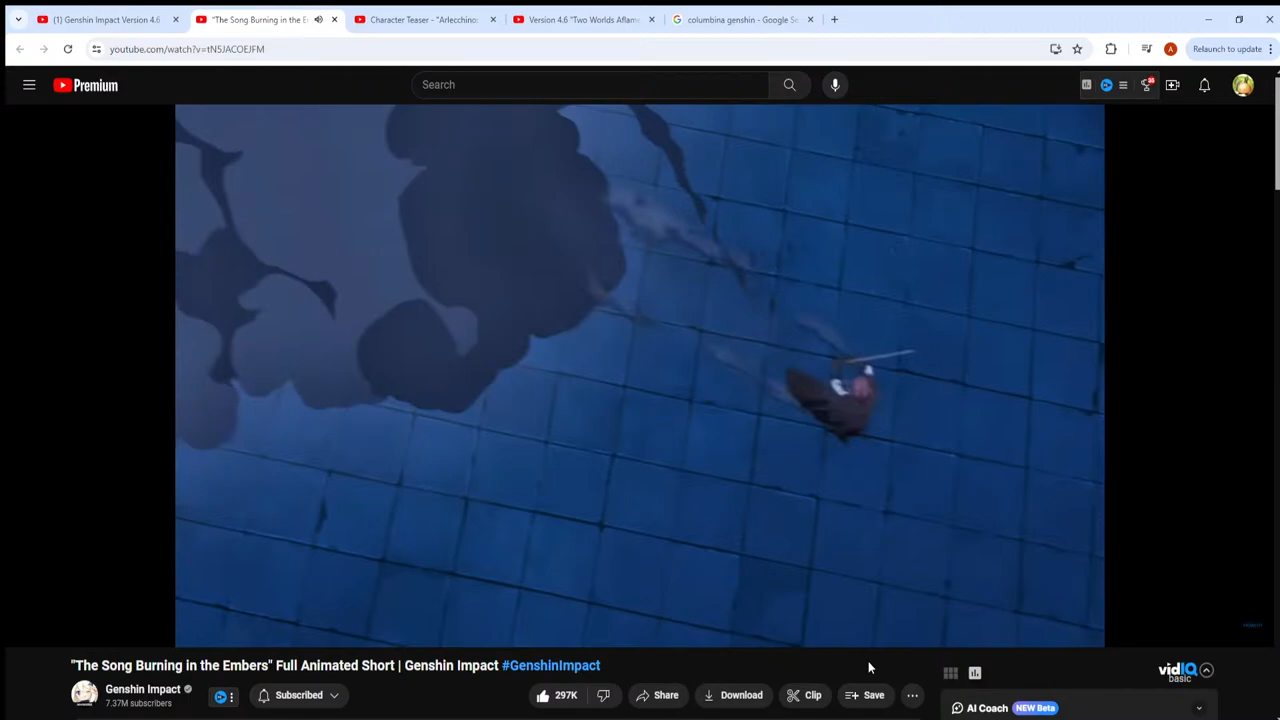 (1) Genshin Impact Version 4.6
"The Song Burning in the E
Character Teaser - "Arlecchino:
Version 4.6 "Two Worlds Aflame
columbina genshin - Google Se
youtube.com/watch?v=tN5JACOEJFM
A
Relaunch to update
Premium
Search
"The Song Burning in the Embers" Full Animated Short | Genshin Impact #GenshinImpact
Genshin Impact
7.37M subscribers
Subscribed
297K
Share
Download
Clip
Save
vidIQ
basic
AI Coach NEW Beta